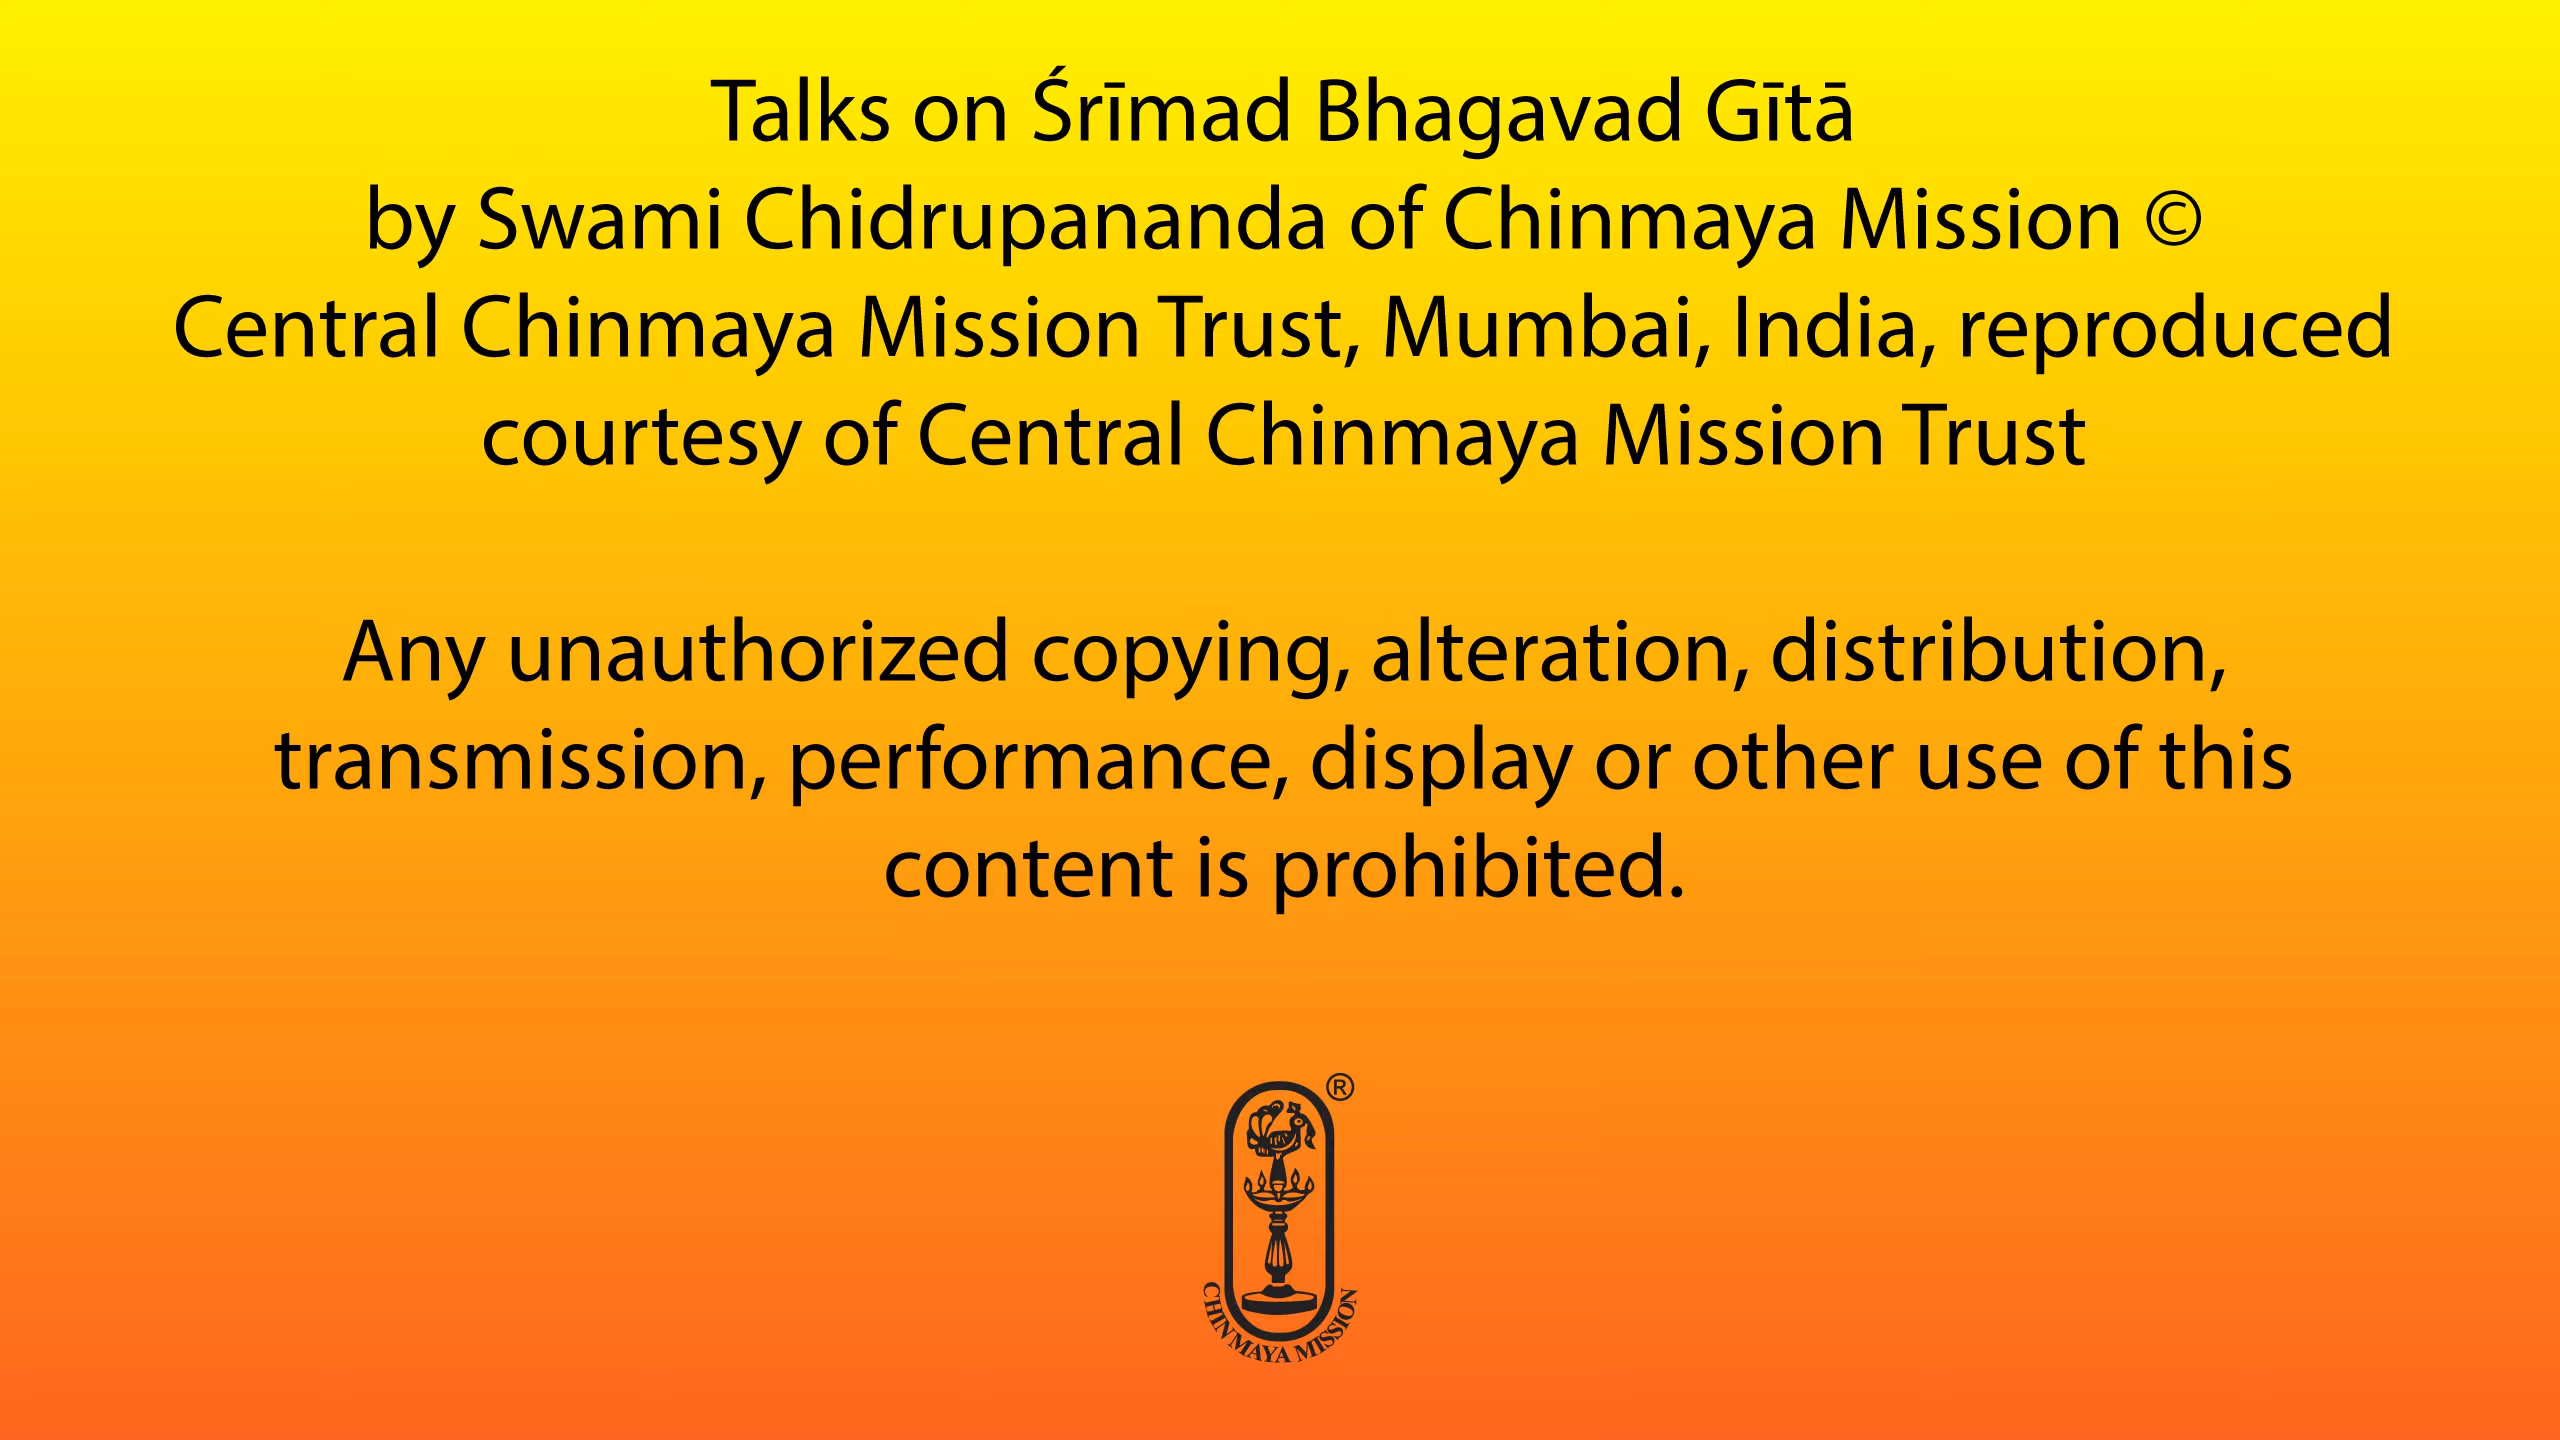 Talks on Śrīmad Bhagavad Gītā
by Swami Chidrupananda of Chinmaya Mission ©
Central Chinmaya Mission Trust, Mumbai, India, reproduced
courtesy of Central Chinmaya Mission Trust
Any unauthorized copying, alteration, distribution,
transmission, performance, display or other use of this
content is prohibited.
®
CHINMAYA MISSION